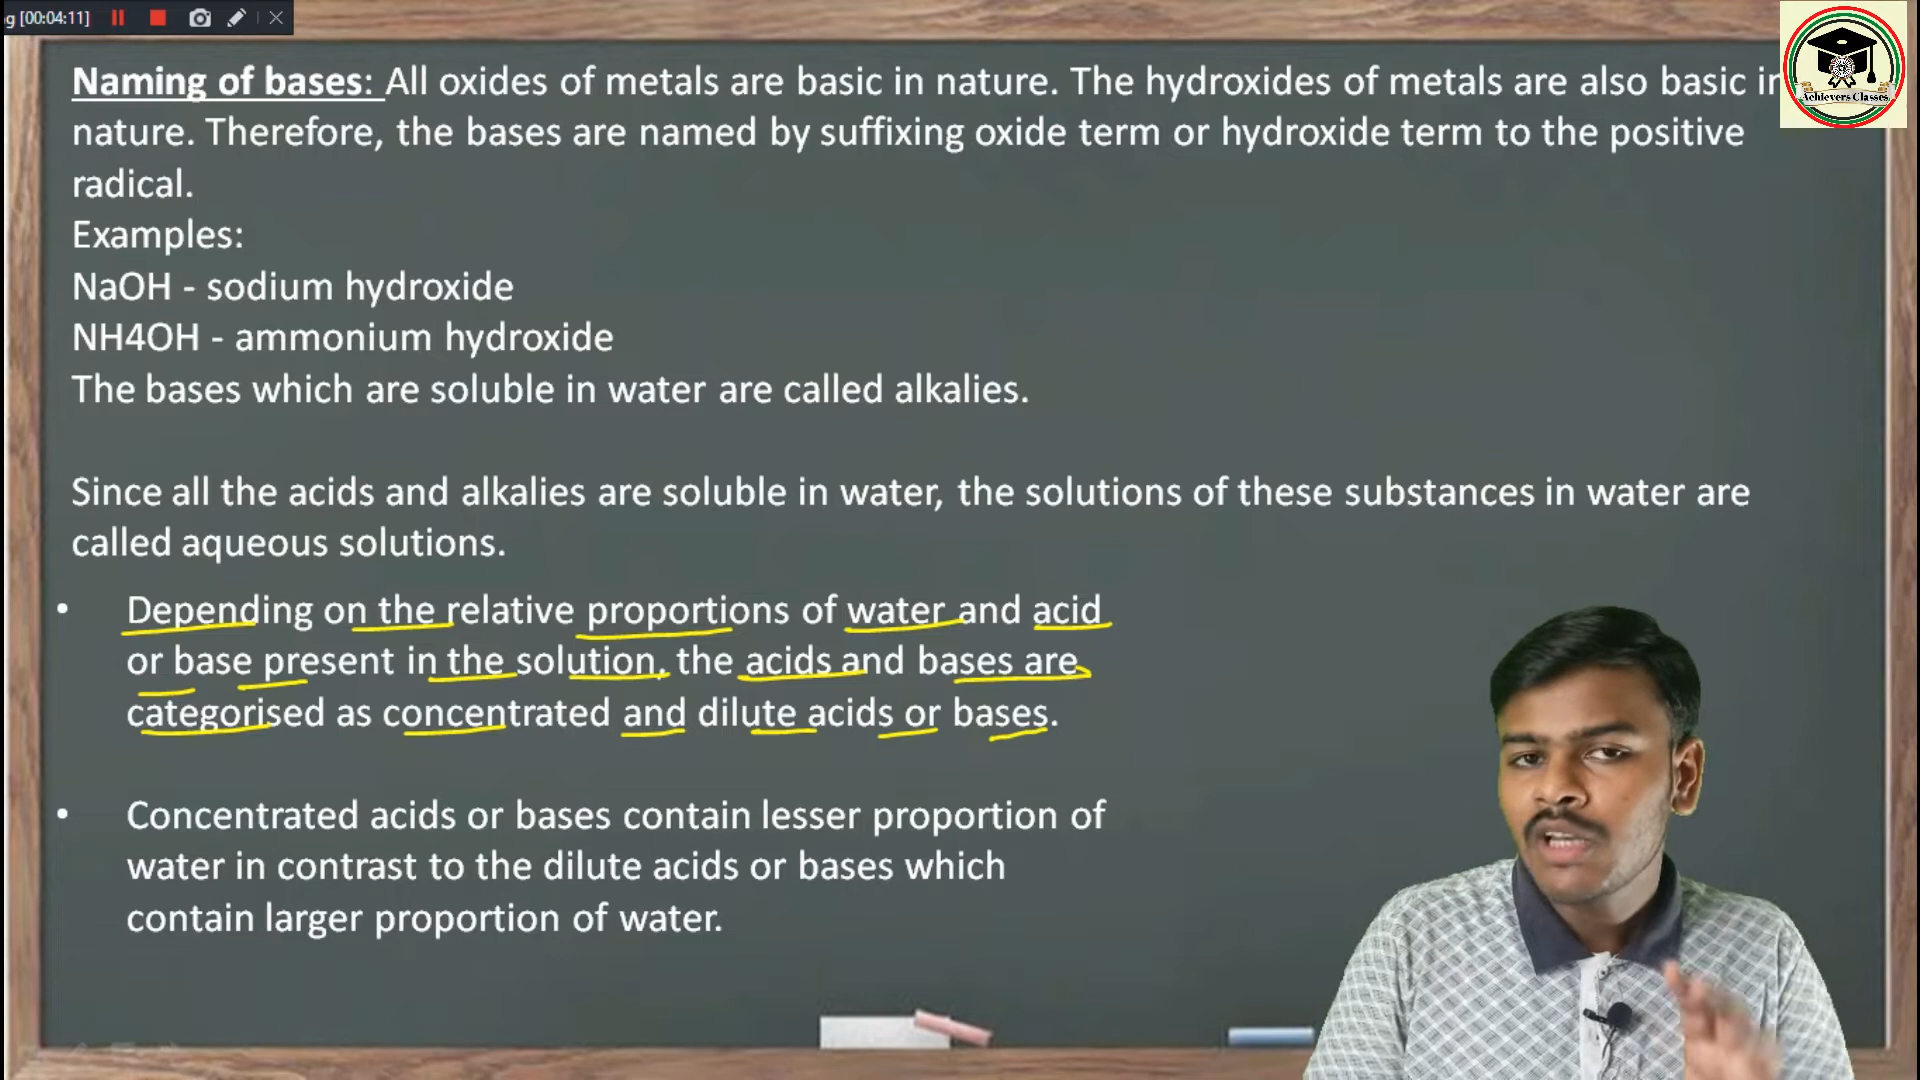 g [00:04:11]
Naming of bases: All oxides of metals are basic in nature. The hydroxides of metals are also basic in
nature. Therefore, the bases are named by suffixing oxide term or hydroxide term to the positive
radical.
Examples:
NaOH - sodium hydroxide
NH4OH - ammonium hydroxide
The bases which are soluble in water are called alkalies.
Since all the acids and alkalies are soluble in water, the solutions of these substances in water are
called aqueous solutions.
• Depending on the relative proportions of water and acid
or base present in the solution, the acids and bases are
categorised as concentrated and dilute acids or bases.
• Concentrated acids or bases contain lesser proportion of
water in contrast to the dilute acids or bases which
contain larger proportion of water.
Achievers Classes